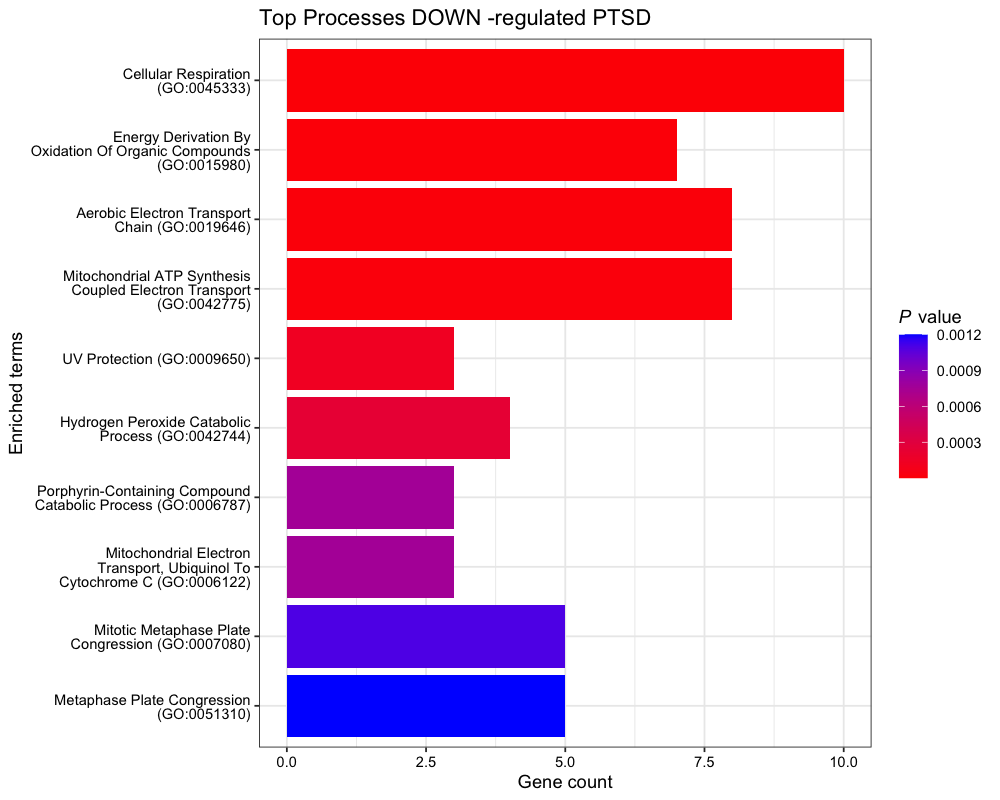 Top Processes DOWN -regulated PTSD
Cellular Respiration
(GO:0045333)
Energy Derivation By
Oxidation Of Organic Compounds
(GO:0015980)
Aerobic Electron Transport
Chain (GO:0019646)
Mitochondrial ATP Synthesis
Coupled Electron Transport
(GO:0042775)
UV Protection (GO:0009650)
Hydrogen Peroxide Catabolic
Process (GO:0042744)
Porphyrin-Containing Compound
Catabolic Process (GO:0006787)
Mitochondrial Electron
Transport, Ubiquinol To
Cytochrome C (GO:0006122)
Mitotic Metaphase Plate
Congression (GO:0007080)
Metaphase Plate Congression
(GO:0051310)
Enriched terms
0.0 2.5 5.0 7.5 10.0
Gene count
P value
0.0012
0.0009
0.0006
0.0003